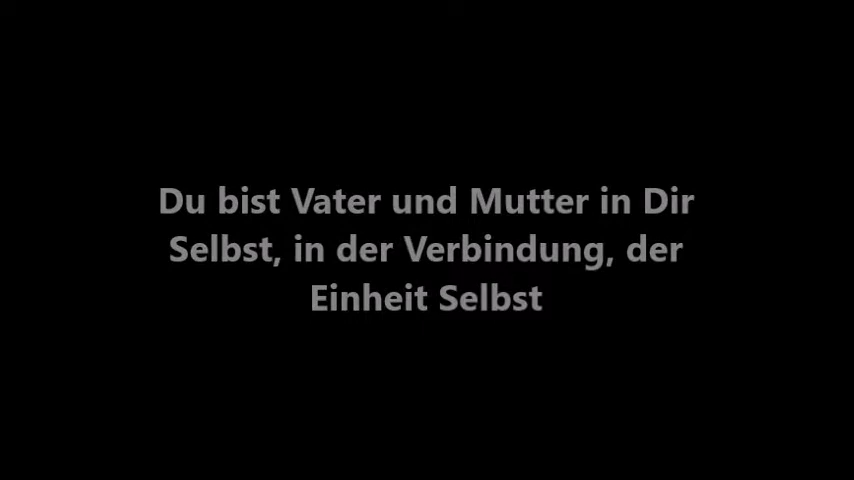 Du bist Vater und Mutter in Dir
Selbst, in der Verbindung, der
Einheit Selbst